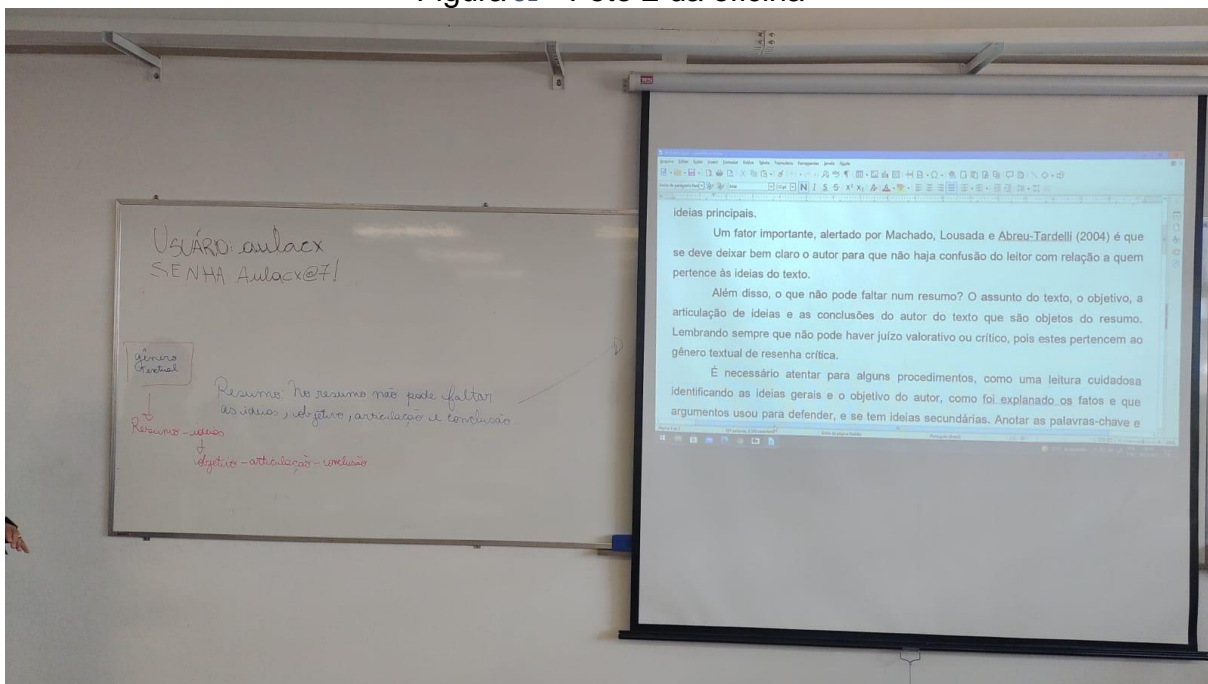 USUÁRIO: aulacx
SENHA Aulacx@7!
gênero
textual
Resumo: No resumo não pode faltar
as ideias, objetivo, articulação e conclusão
Resumo - ideias
objetivo - articulação - conclusão
ideias principais.
Um fator importante, alertado por Machado, Lousada e Abreu-Tardelli (2004) é que
se deve deixar bem claro o autor para que não haja confusão do leitor com relação a quem
pertence às ideias do texto.
Além disso, o que não pode faltar num resumo? O assunto do texto, o objetivo, a
articulação de ideias e as conclusões do autor do texto que são objetos do resumo.
Lembrando sempre que não pode haver juízo valorativo ou crítico, pois estes pertencem ao
gênero textual de resenha crítica.
É necessário atentar para alguns procedimentos, como uma leitura cuidadosa
identificando as ideias gerais e o objetivo do autor, como foi explanado os fatos e que
argumentos usou para defender, e se tem ideias secundárias. Anotar as palavras-chave e